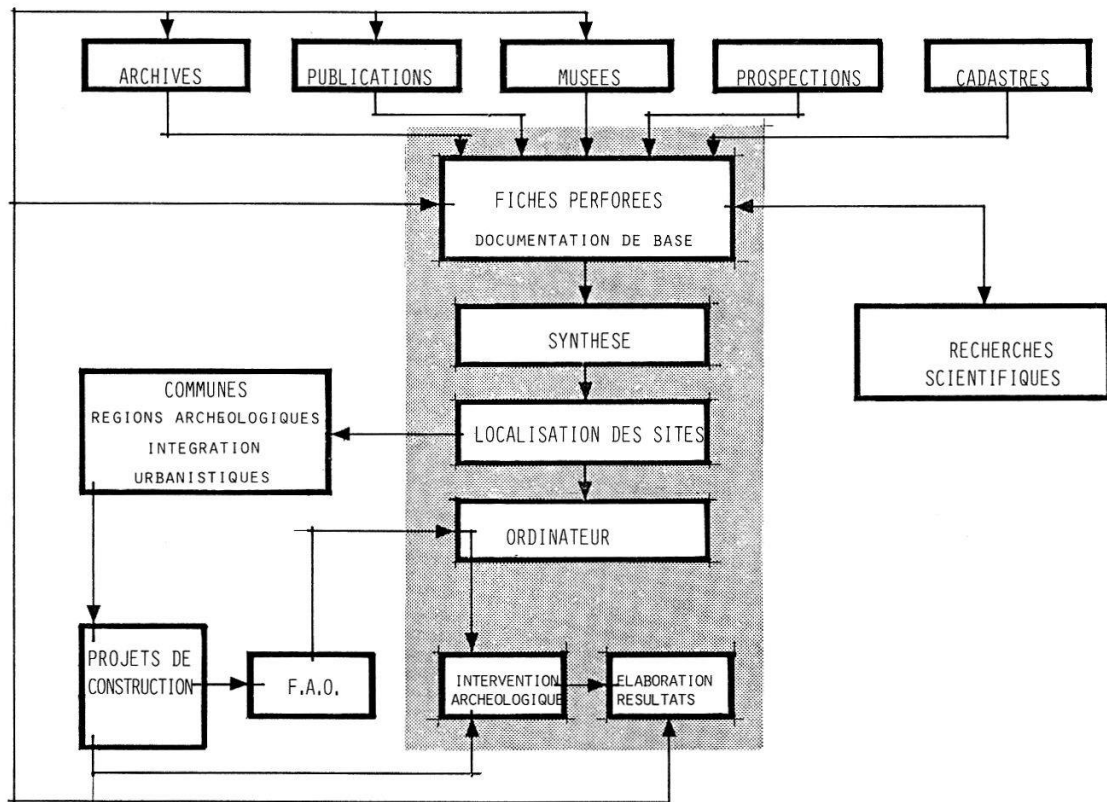 ARCHIVES
PUBLICATIONS
MUSEES
PROSPECTIONS
CADASTRES
FICHES PERFOREES
DOCUMENTATION DE BASE
SYNTHESE
RECHERCHES
SCIENTIFIQUES
COMMUNES
REGIONS ARCHEOLOGIQUES
INTEGRATION
URBANISTIQUES
LOCALISATION DES SITES
ORDINATEUR
PROJETS DE
CONSTRUCTION
F.A.O.
INTERVENTION
ARCHEOLOGIQUE
ELABORATION
RESULTATS